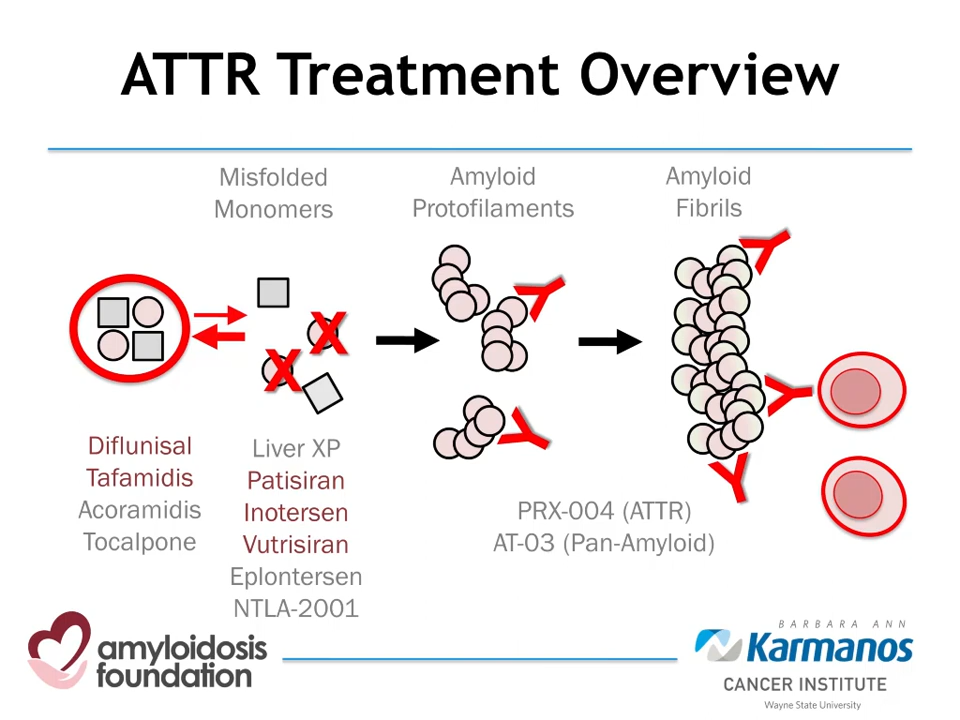 ATTR Treatment Overview
Misfolded
Monomers
Amyloid
Protofilaments
Amyloid
Fibrils
X
X
Diflunisal
Tafamidis
Acoramidis
Tocalpone
Liver XP
Patisiran
Inotersen
Vutrisiran
Eplontersen
NTLA-2001
PRX-004 (ATTR)
AT-03 (Pan-Amyloid)
amyloidosis
foundation
BARBARA ANN
Karmanos
CANCER INSTITUTE
Wayne State University